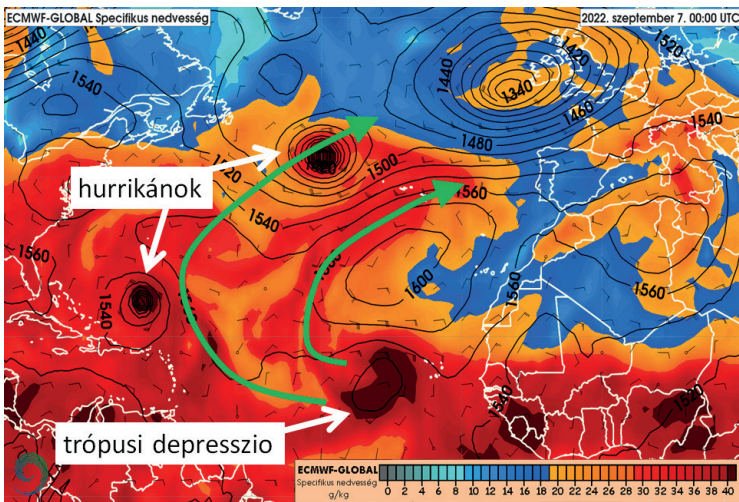 ECMWF-GLOBAL Specifikus nedvesség
2022. szeptember 7. 00:00 UTC
1440
1540
1520
1440
1420
1340
1460
1480
1520
1540
1500
1540
1560
1560
1540
1600
1560
1560
1540
1520
hurrikánok
trópusi depresszio
ECMWF-GLOBAL
Specifikus nedvesség
g/kg
0 2 4 6 8 10 12 14 16 18 20 22 24 26 28 30 32 34 36 38 40